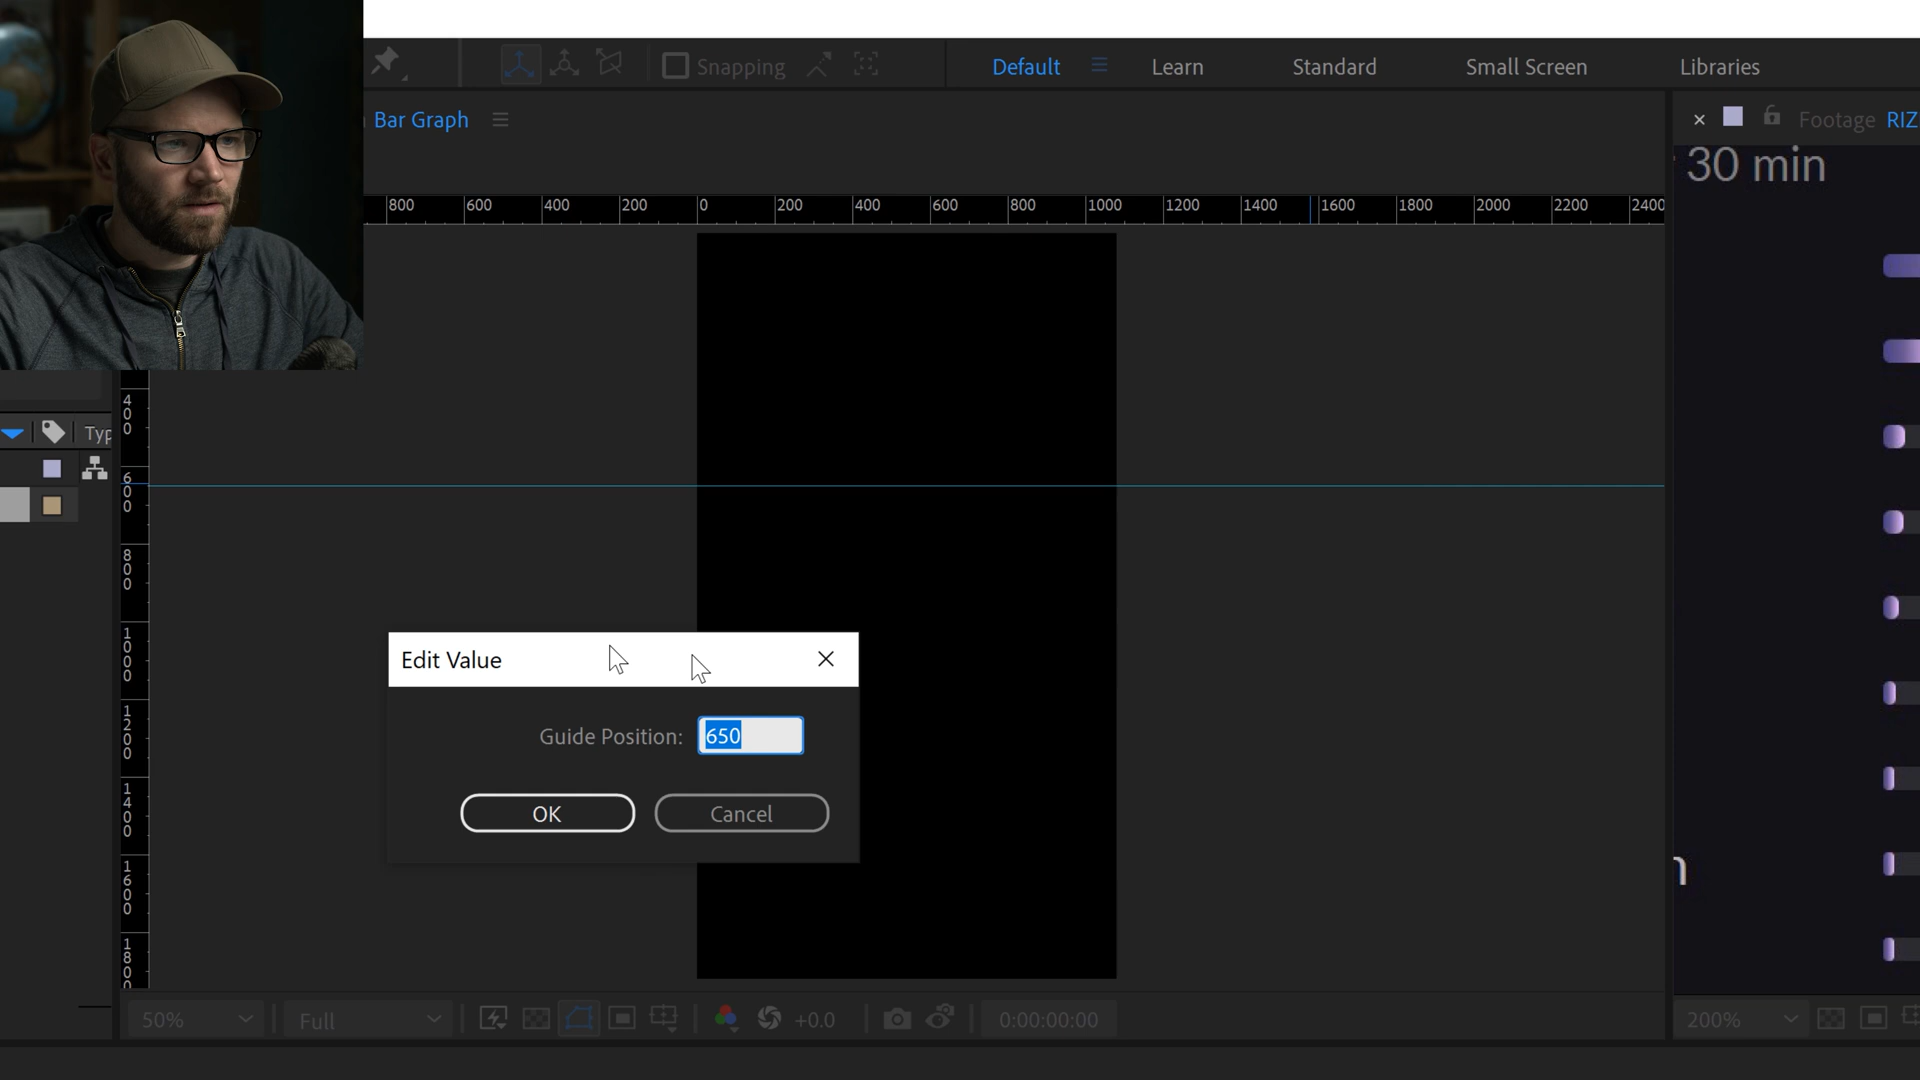 Snapping
Default
Learn
Standard
Small Screen
Libraries
Bar Graph
Footage RIZ
30 min
800 600 400 200 0 200 400 600 800 1000 1200 1400 1600 1800 2000 2200 2400
Typ
400
600
800
1000
1200
1400
1600
1800
Edit Value
Guide Position: 650
OK
Cancel
50%
Full
+0.0
0:00:00:00
200%